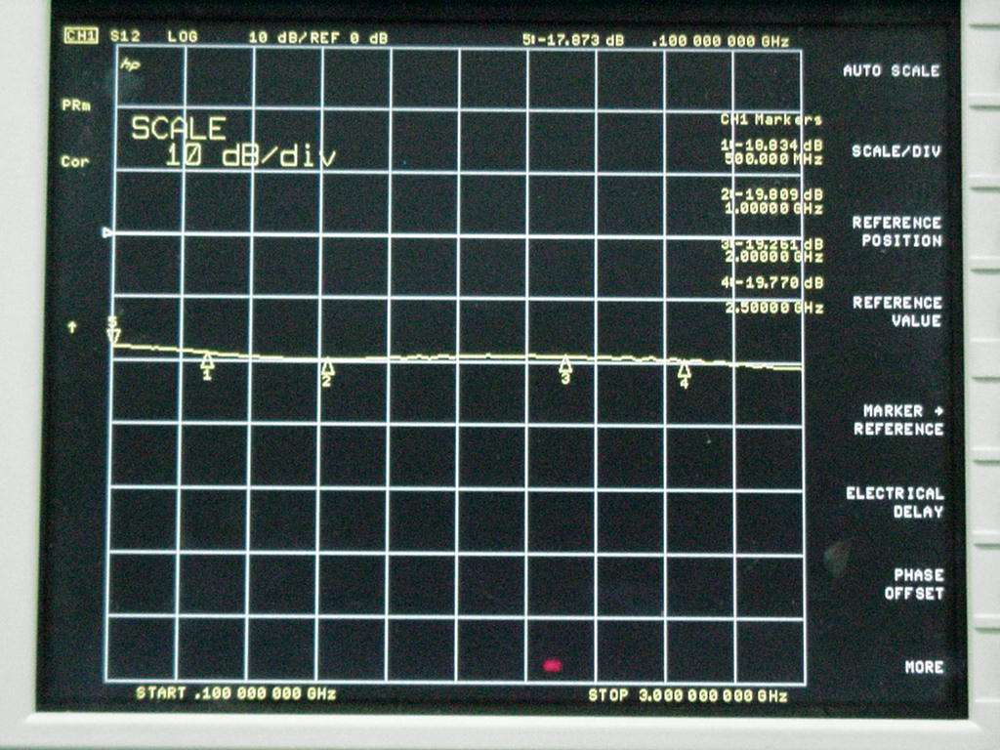 CH1 S12 LOG 10 dB/REF 0 dB 5:-17.873 dB .100 000 000 GHz
hp
PRm
Cor
SCALE
10 dB/div
CH1 Markers
1:-18.834 dB
500.000 MHz
2:-19.809 dB
1.00000 GHz
3:-19.261 dB
2.00000 GHz
4:-19.770 dB
2.50000 GHz
5
1
2
3
4
START .100 000 000 GHz STOP 3.000 000 000 GHz
AUTO SCALE
SCALE/DIV
REFERENCE
POSITION
REFERENCE
VALUE
MARKER →
REFERENCE
ELECTRICAL
DELAY
PHASE
OFFSET
MORE